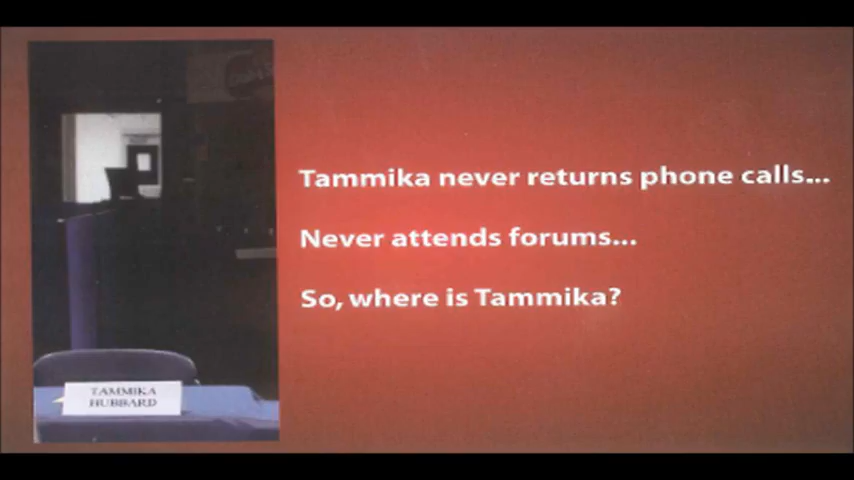 Tammika never returns phone calls...
Never attends forums...
So, where is Tammika?
TAMMIKA
HUBBARD